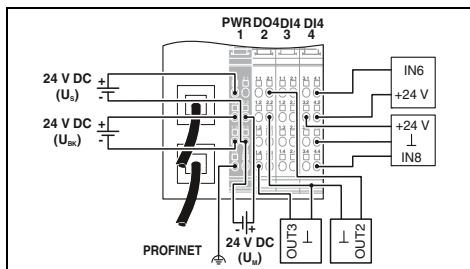 PWR DO4 DI4 DI4
1 2 3 4
24 V DC
(US)
+
-
24 V DC
(UBK)
+
-
IN6
+24 V
+24 V
⊥
IN8
- +
24 V DC
(UM)
PROFINET
OUT3
⊥
⊥
OUT2